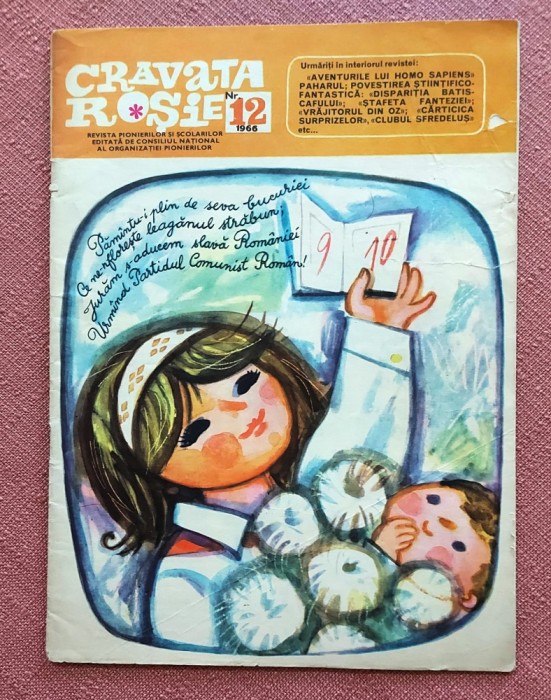 CRAVATA
ROȘIE
Nr.
12
1966
REVISTA PIONIERILOR ȘI ȘCOLARILOR
EDITATĂ DE CONSILIUL NAȚIONAL
AL ORGANIZAȚIEI PIONIERILOR
Urmăriți în interiorul revistei:
«AVENTURILE LUI HOMO SAPIENS»
PAHARUL; POVESTIREA ȘTIINȚIFICO-
FANTASTICĂ: «DISPARIȚIA BATIS-
CAFULUI»; «ȘTAFETA FANTEZIEI»;
«VRĂJITORUL DIN OZ»; «CĂRTICICA
SURPRIZELOR», «CLUBUL SFREDELUȘ»
etc...
Pămîntu-i plin de seva bucuriei
Ce ne-nflorește leagănul străbun;
Jurăm s-aducem slavă României
Urmînd Partidul Comunist Român!
9 10